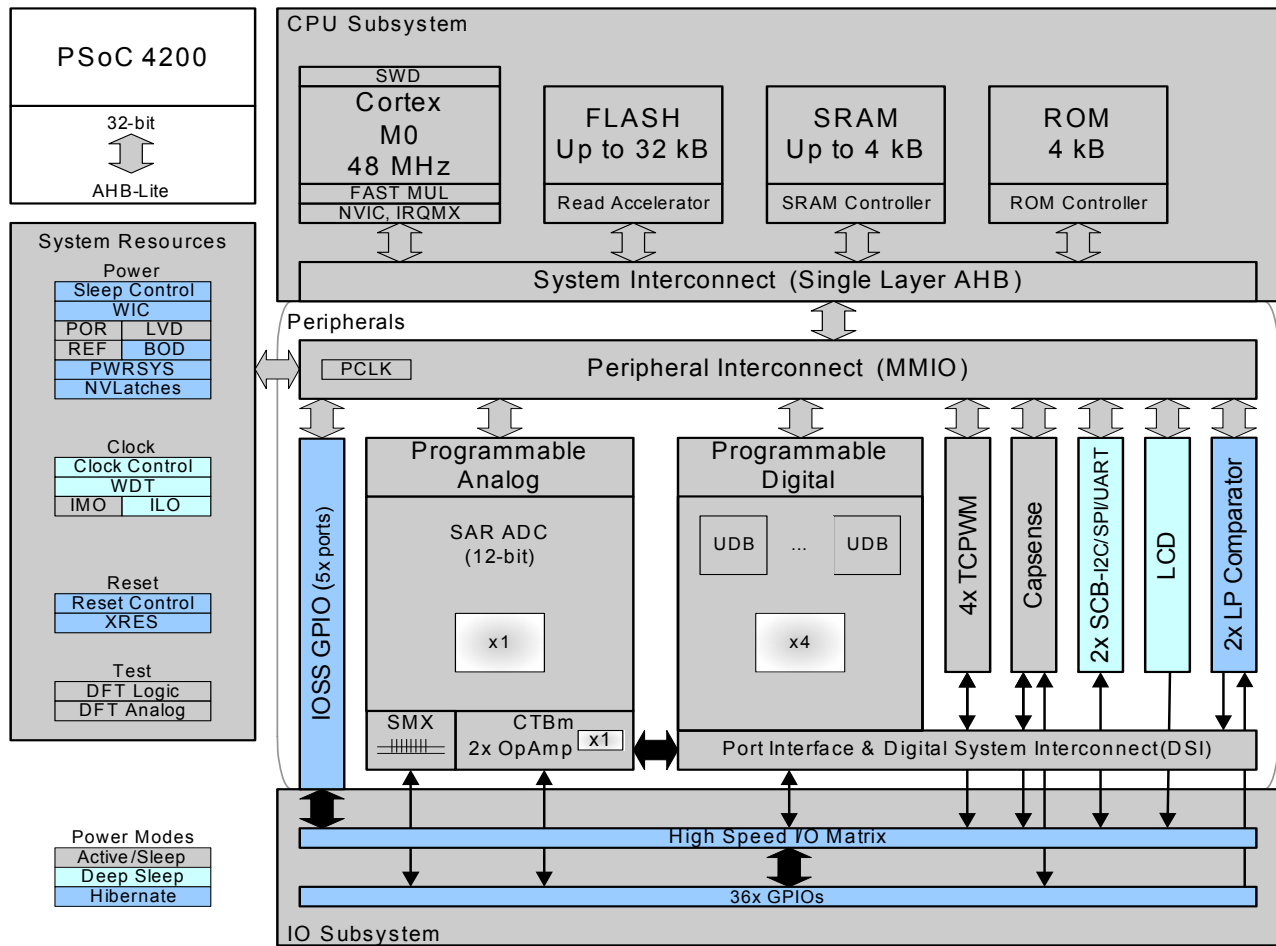 PSoC 4200
32-bit
AHB-Lite
CPU Subsystem
SWD
Cortex
M0
48 MHz
FAST MUL
NVIC, IRQMX
FLASH
Up to 32 kB
Read Accelerator
SRAM
Up to 4 kB
SRAM Controller
ROM
4 kB
ROM Controller
System Interconnect (Single Layer AHB)
System Resources
Power
Sleep Control
WIC
POR LVD
REF BOD
PWRSYS
NVLatches
Clock
Clock Control
WDT
IMO ILO
Reset
Reset Control
XRES
Test
DFT Logic
DFT Analog
Peripherals
PCLK
Peripheral Interconnect (MMIO)
IOSS GPIO (5x ports)
Programmable
Analog
SAR ADC
(12-bit)
x1
SMX
CTBm
2x OpAmp
x1
Programmable
Digital
UDB ... UDB
x4
4x TCPWM
Capsense
2x SCB-I2C/SPI/UART
LCD
2x LP Comparator
Port Interface & Digital System Interconnect(DSI)
High Speed I/O Matrix
36x GPIOs
IO Subsystem
Power Modes
Active/Sleep
Deep Sleep
Hibernate